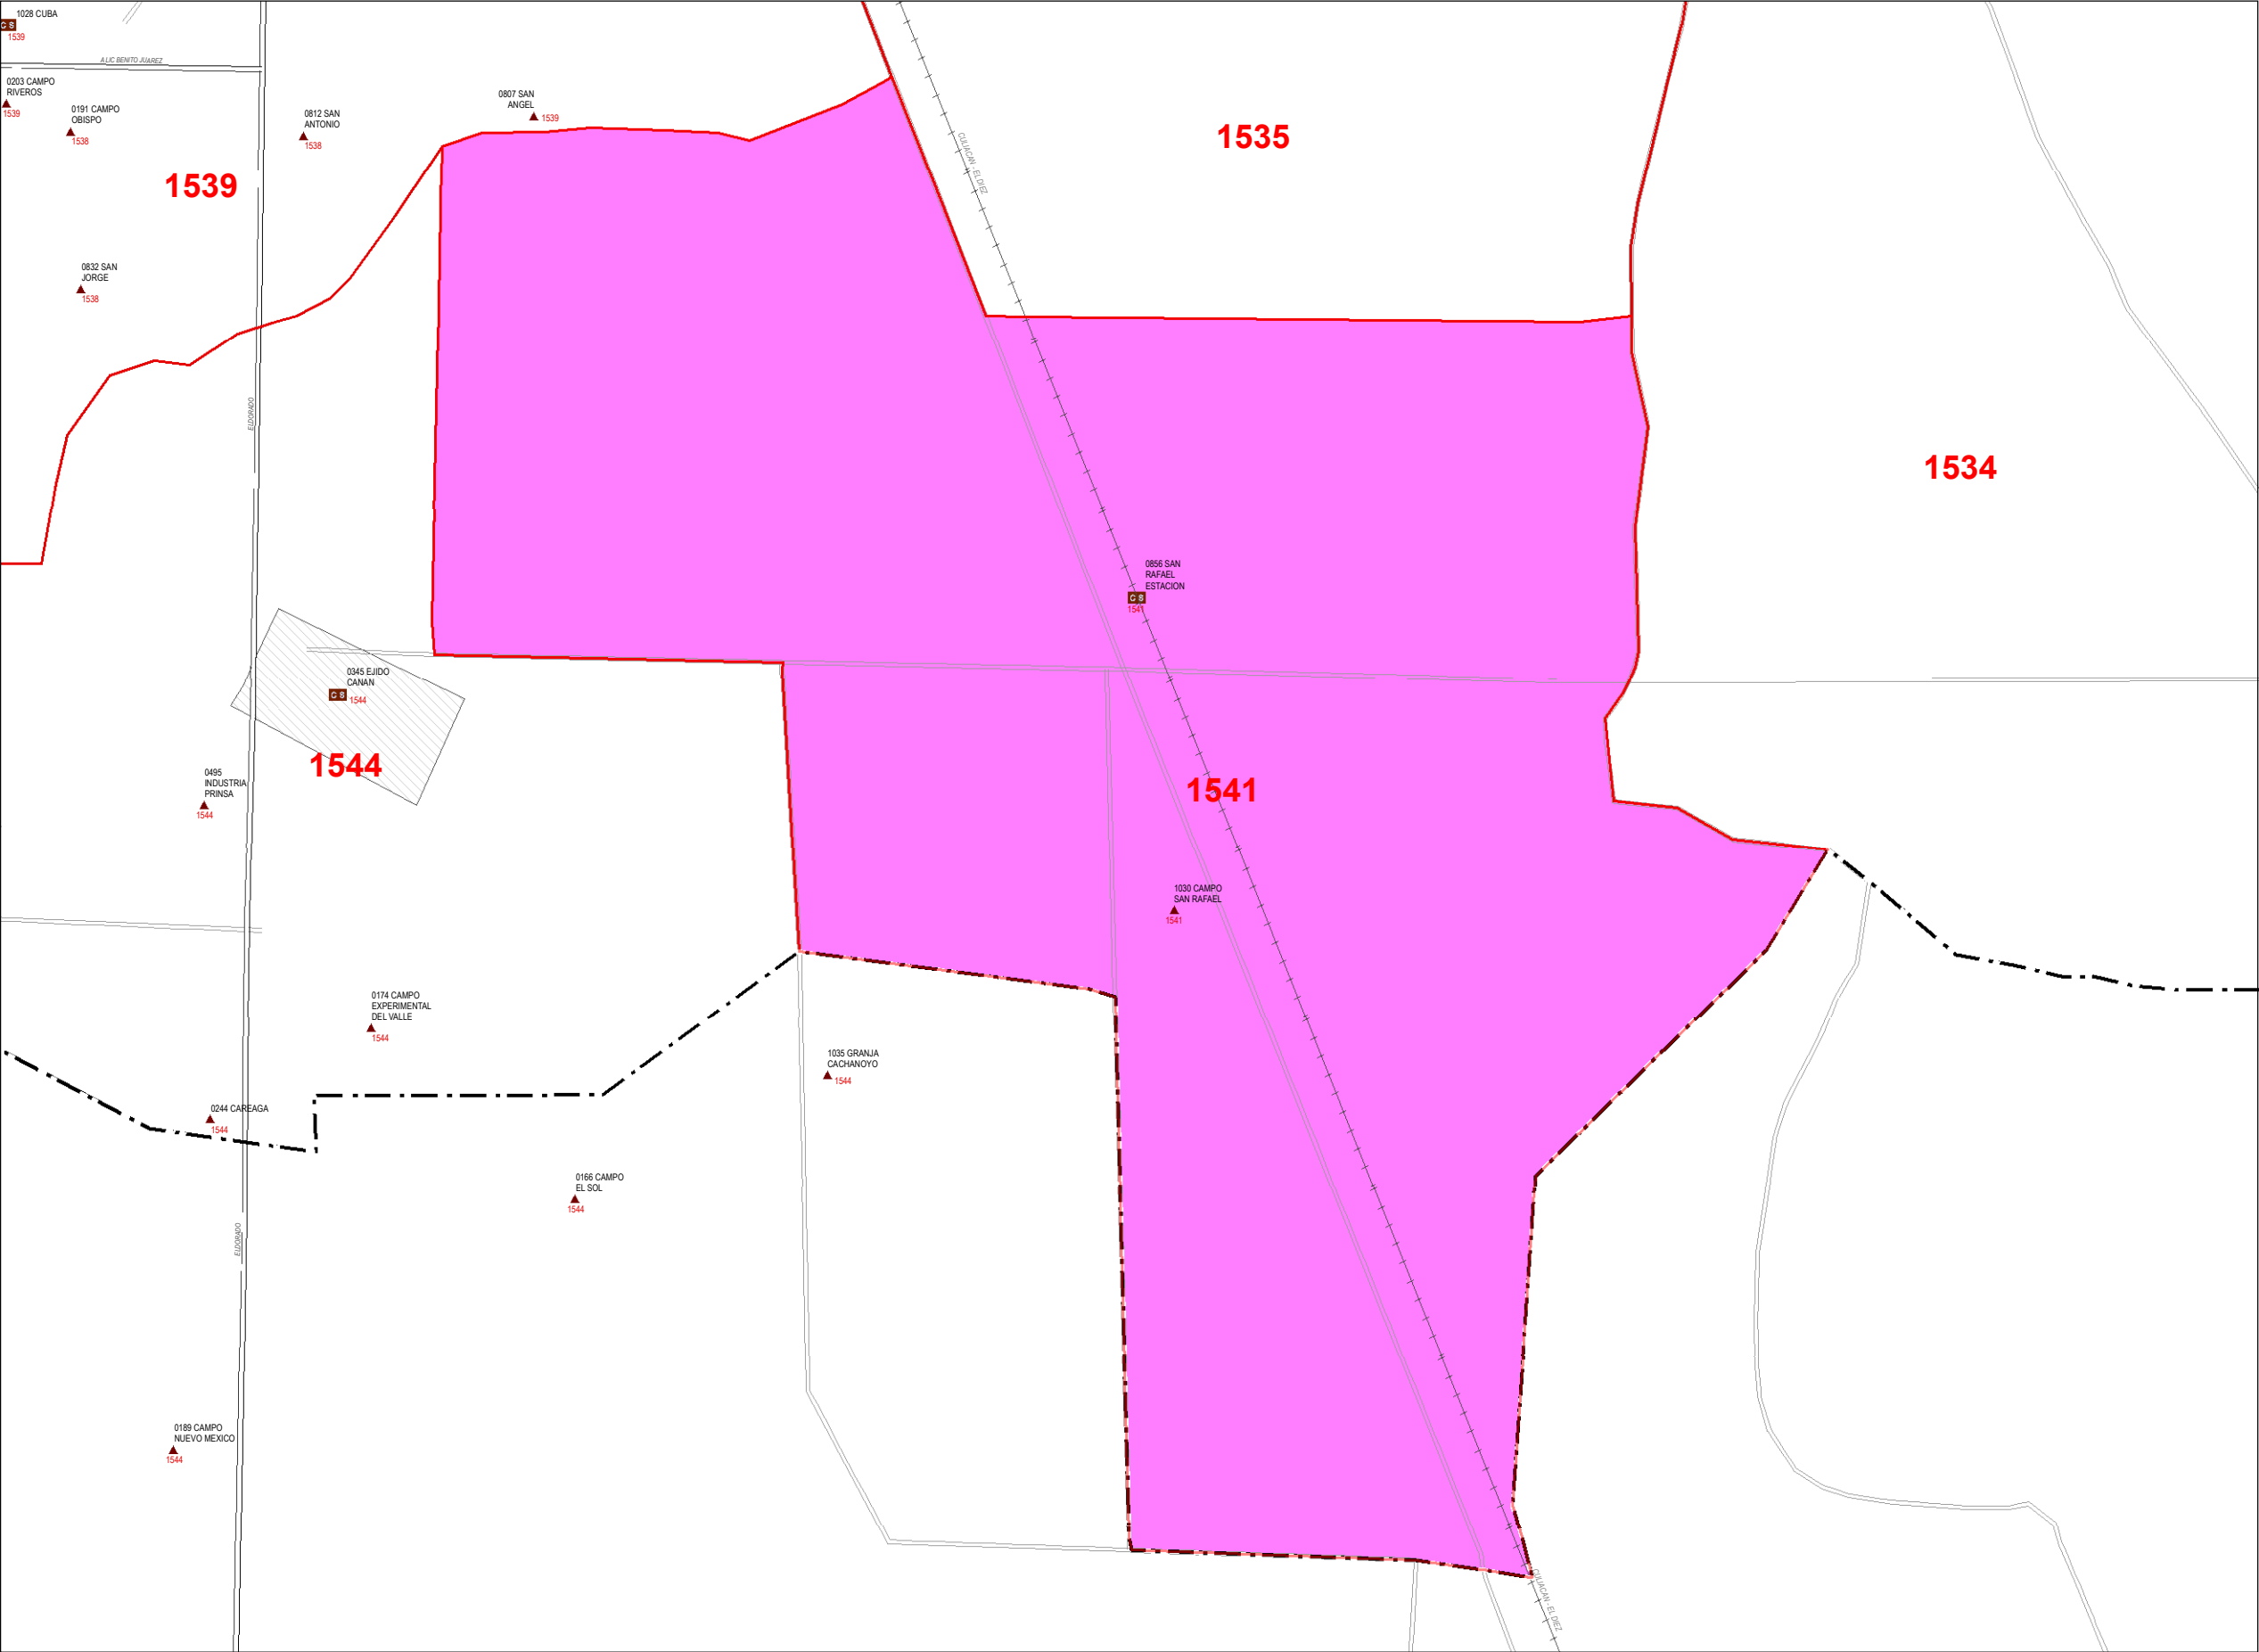 1028 CUBA
C S
1539
A LIC BENITO JUAREZ
0203 CAMPO
RIVEROS
1539
0191 CAMPO
OBISPO
1538
0812 SAN
ANTONIO
1538
0807 SAN
ANGEL
1539
CULIACAN - EL DIEZ
1535
1539
0832 SAN
JORGE
1538
ELDORADO
1534
0856 SAN
RAFAEL
ESTACION
C S
1541
0345 EJIDO
CANAN
C S
1544
1544
0495
INDUSTRIA
PRINSA
1544
1541
1030 CAMPO
SAN RAFAEL
1541
0174 CAMPO
EXPERIMENTAL
DEL VALLE
1544
1035 GRANJA
CACHANOYO
1544
0244 CAREAGA
1544
0166 CAMPO
EL SOL
1544
ELDORADO
0189 CAMPO
NUEVO MEXICO
1544
CULIACAN - EL DIEZ